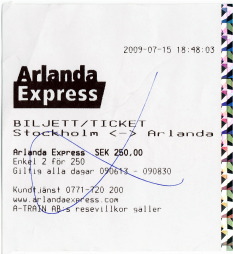 2009-07-15 18:48:03
Arlanda
Express
BILJETT/TICKET
Stockholm <-> Arlanda
Arlanda Express SEK 250.00
Enkel 2 för 250
Giltig alla dagar 090613 - 090830
Kundtjänst 0771-720 200
www.arlandaexpress.com
A-TRAIN AB:s resevillkor gäller